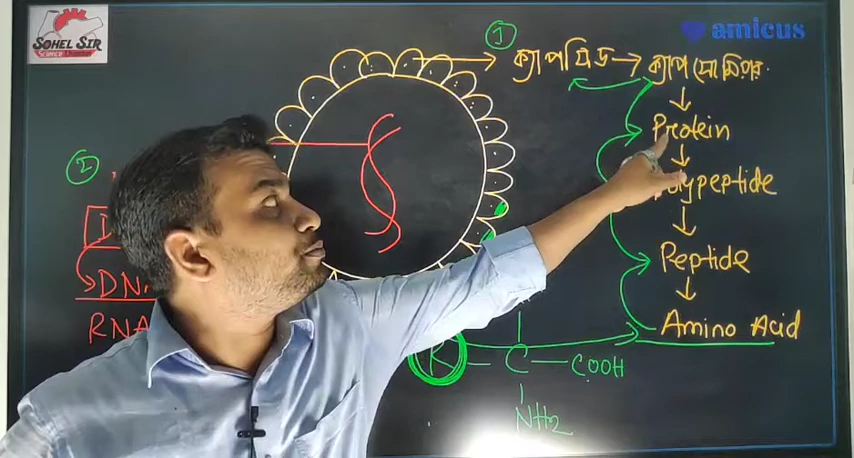 SOHEL SIR
amicus
①
ক্যাপসিড → ক্যাপসোমিয়ার
Protein
Polypeptide
Peptide
Amino Acid
②
DNA
RNA
R — C — COOH
NH2